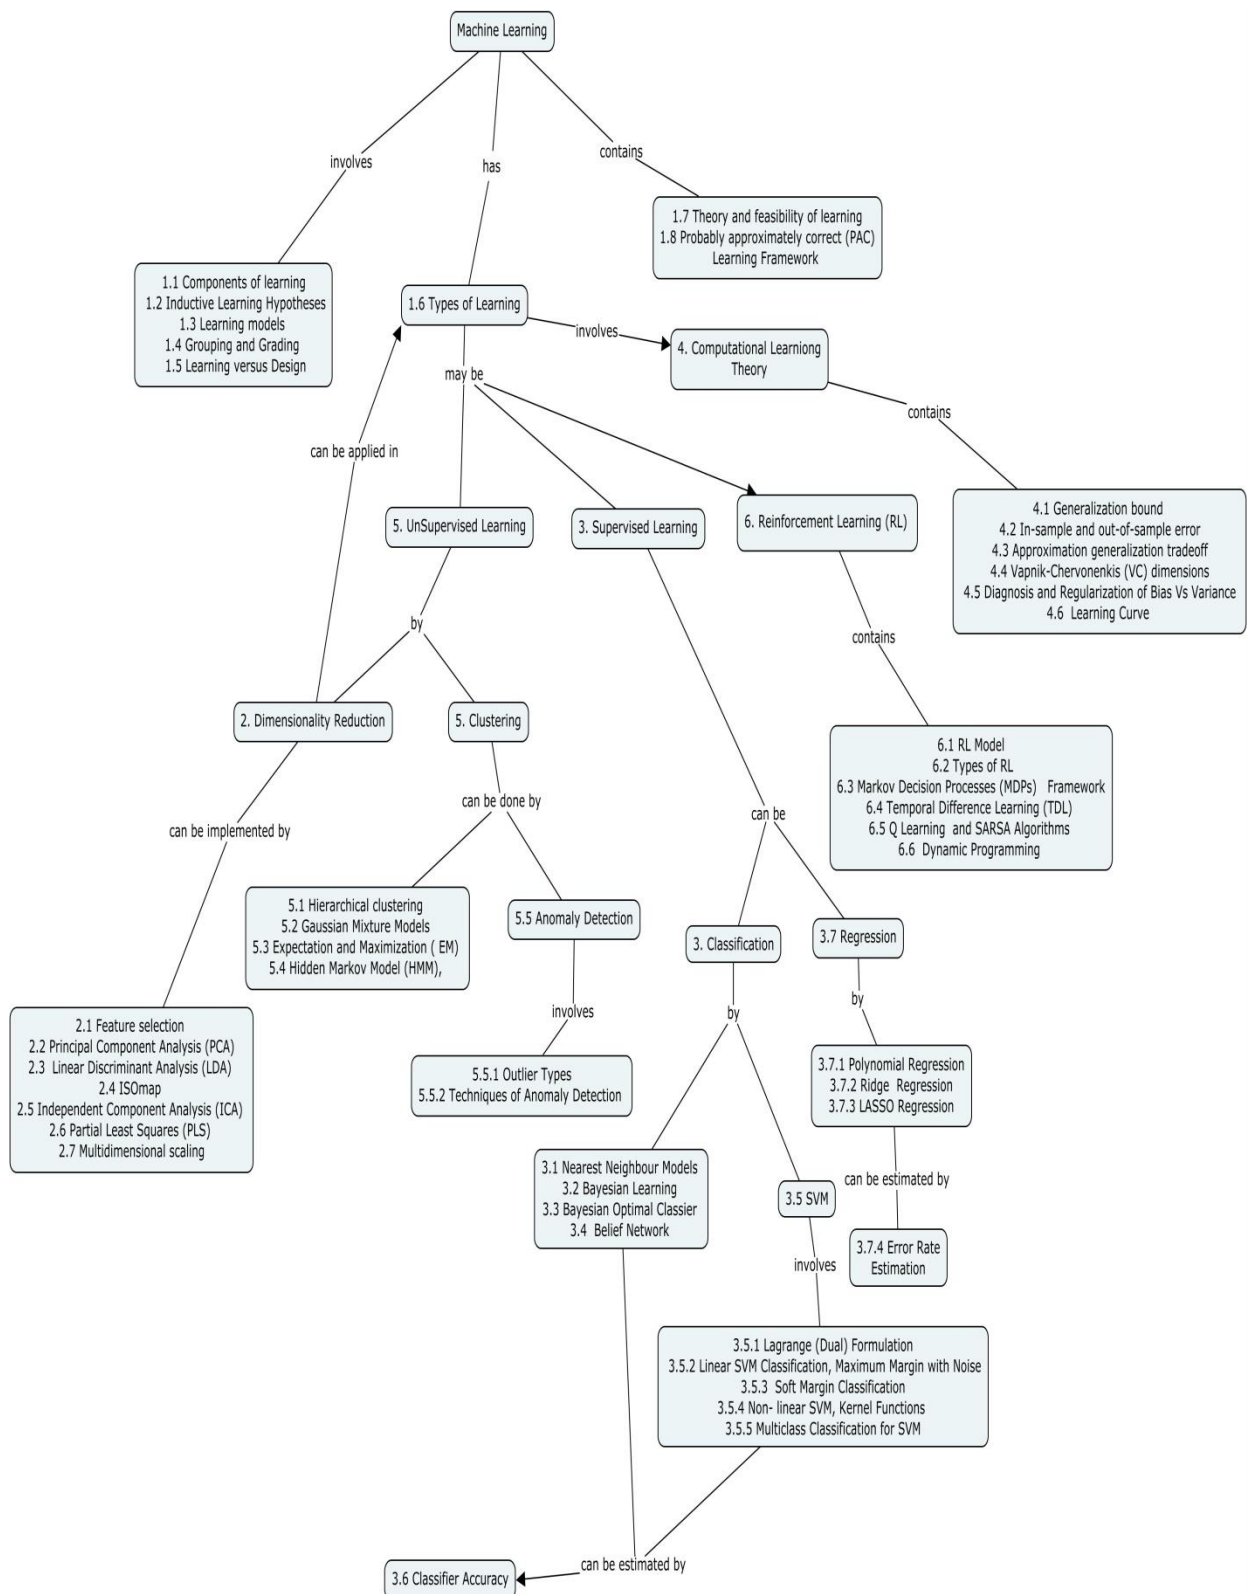 Machine Learning
involves
has
contains
1.7 Theory and feasibility of learning
1.8 Probably approximately correct (PAC)
Learning Framework
1.1 Components of learning
1.2 Inductive Learning Hypotheses
1.3 Learning models
1.4 Grouping and Grading
1.5 Learning versus Design
1.6 Types of Learning
involves
4. Computational Learniong
Theory
may be
contains
can be applied in
5. UnSupervised Learning
3. Supervised Learning
6. Reinforcement Learning (RL)
4.1 Generalization bound
4.2 In-sample and out-of-sample error
4.3 Approximation generalization tradeoff
4.4 Vapnik-Chervonenkis (VC) dimensions
4.5 Diagnosis and Regularization of Bias Vs Variance
4.6 Learning Curve
by
contains
2. Dimensionality Reduction
5. Clustering
6.1 RL Model
6.2 Types of RL
6.3 Markov Decision Processes (MDPs) Framework
6.4 Temporal Difference Learning (TDL)
6.5 Q Learning and SARSA Algorithms
6.6 Dynamic Programming
can be implemented by
can be done by
can be
5.1 Hierarchical clustering
5.2 Gaussian Mixture Models
5.3 Expectation and Maximization ( EM)
5.4 Hidden Markov Model (HMM),
5.5 Anomaly Detection
3. Classification
3.7 Regression
involves
by
by
2.1 Feature selection
2.2 Principal Component Analysis (PCA)
2.3 Linear Discriminant Analysis (LDA)
2.4 ISOmap
2.5 Independent Component Analysis (ICA)
2.6 Partial Least Squares (PLS)
2.7 Multidimensional scaling
5.5.1 Outlier Types
5.5.2 Techniques of Anomaly Detection
3.7.1 Polynomial Regression
3.7.2 Ridge Regression
3.7.3 LASSO Regression
3.1 Nearest Neighbour Models
3.2 Bayesian Learning
3.3 Bayesian Optimal Classier
3.4 Belief Network
3.5 SVM
can be estimated by
3.7.4 Error Rate
Estimation
involves
3.5.1 Lagrange (Dual) Formulation
3.5.2 Linear SVM Classification, Maximum Margin with Noise
3.5.3 Soft Margin Classification
3.5.4 Non- linear SVM, Kernel Functions
3.5.5 Multiclass Classification for SVM
can be estimated by
3.6 Classifier Accuracy